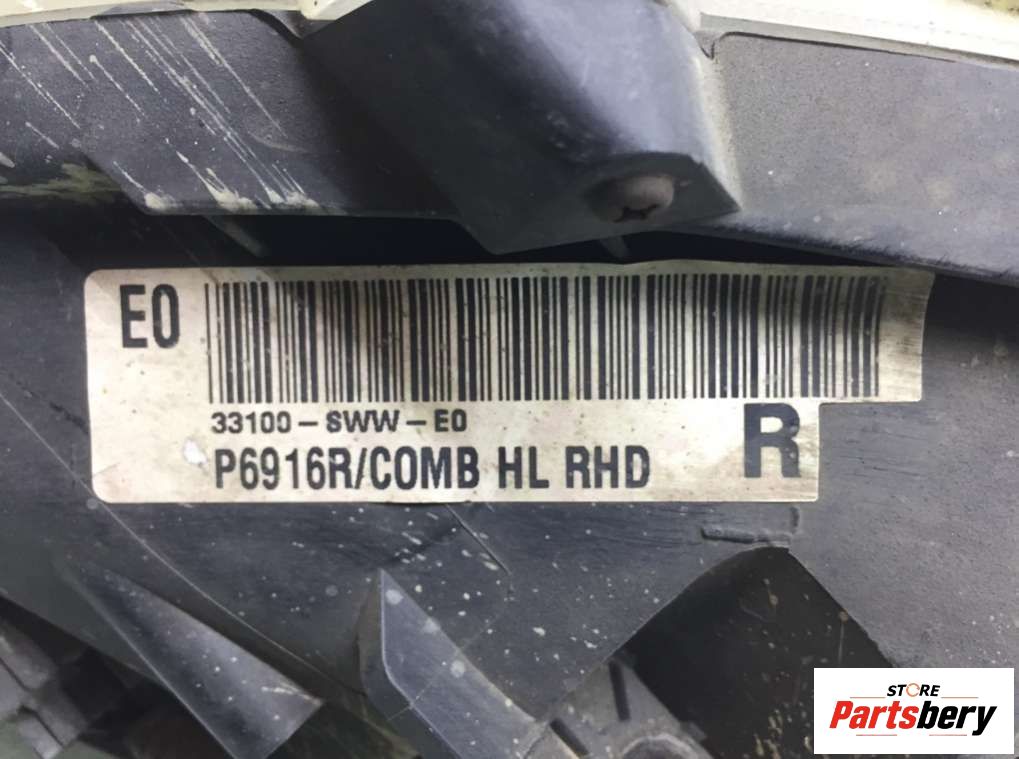 E0
33100-SWW-E0
P6916R/COMB HL RHD
R
STORE
Partsbery